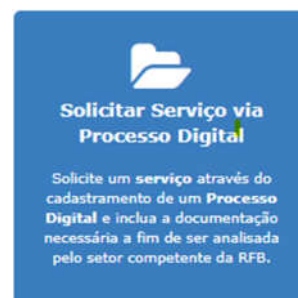 Solicitar Serviço via
Processo Digital
Solicite um serviço através do
cadastramento de um Processo
Digital e inclua a documentação
necessária a fim de ser analisada
pelo setor competente da RFB.